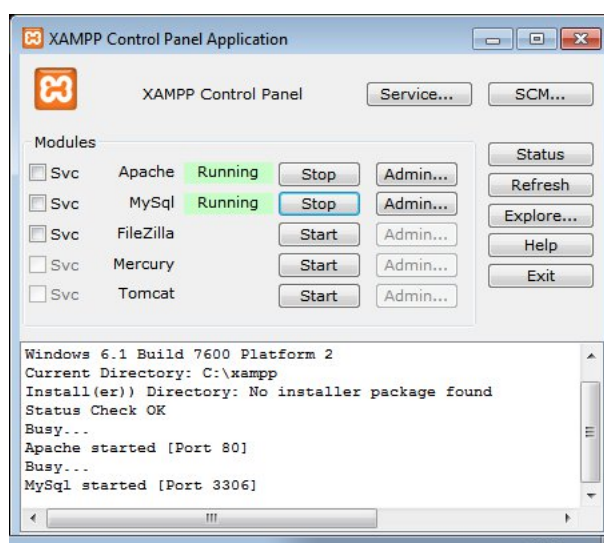 XAMPP Control Panel Application
XAMPP Control Panel Service... SCM...
Modules
Svc Apache Running Stop Admin...
Svc MySql Running Stop Admin...
Svc FileZilla Start Admin...
Svc Mercury Start Admin...
Svc Tomcat Start Admin...
Status
Refresh
Explore...
Help
Exit
Windows 6.1 Build 7600 Platform 2
Current Directory: C:\xampp
Install(er)) Directory: No installer package found
Status Check OK
Busy...
Apache started [Port 80]
Busy...
MySql started [Port 3306]